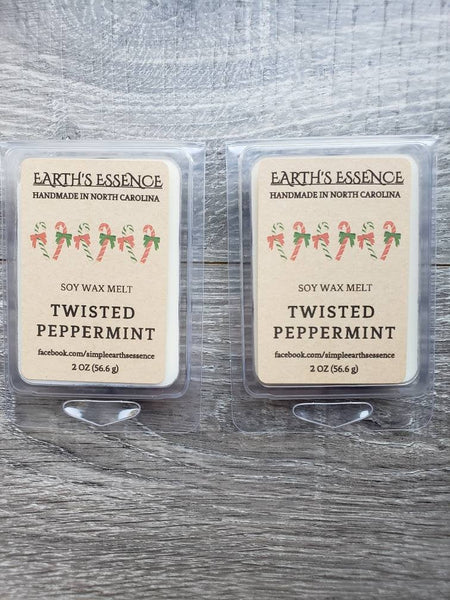 EARTH'S ESSENCE
HANDMADE IN NORTH CAROLINA
SOY WAX MELT
TWISTED
PEPPERMINT
facebook.com/simpleearthsessence
2 OZ (56.6 g)
EARTH'S ESSENCE
HANDMADE IN NORTH CAROLINA
SOY WAX MELT
TWISTED
PEPPERMINT
facebook.com/simpleearthsessence
2 OZ (56.6 g)